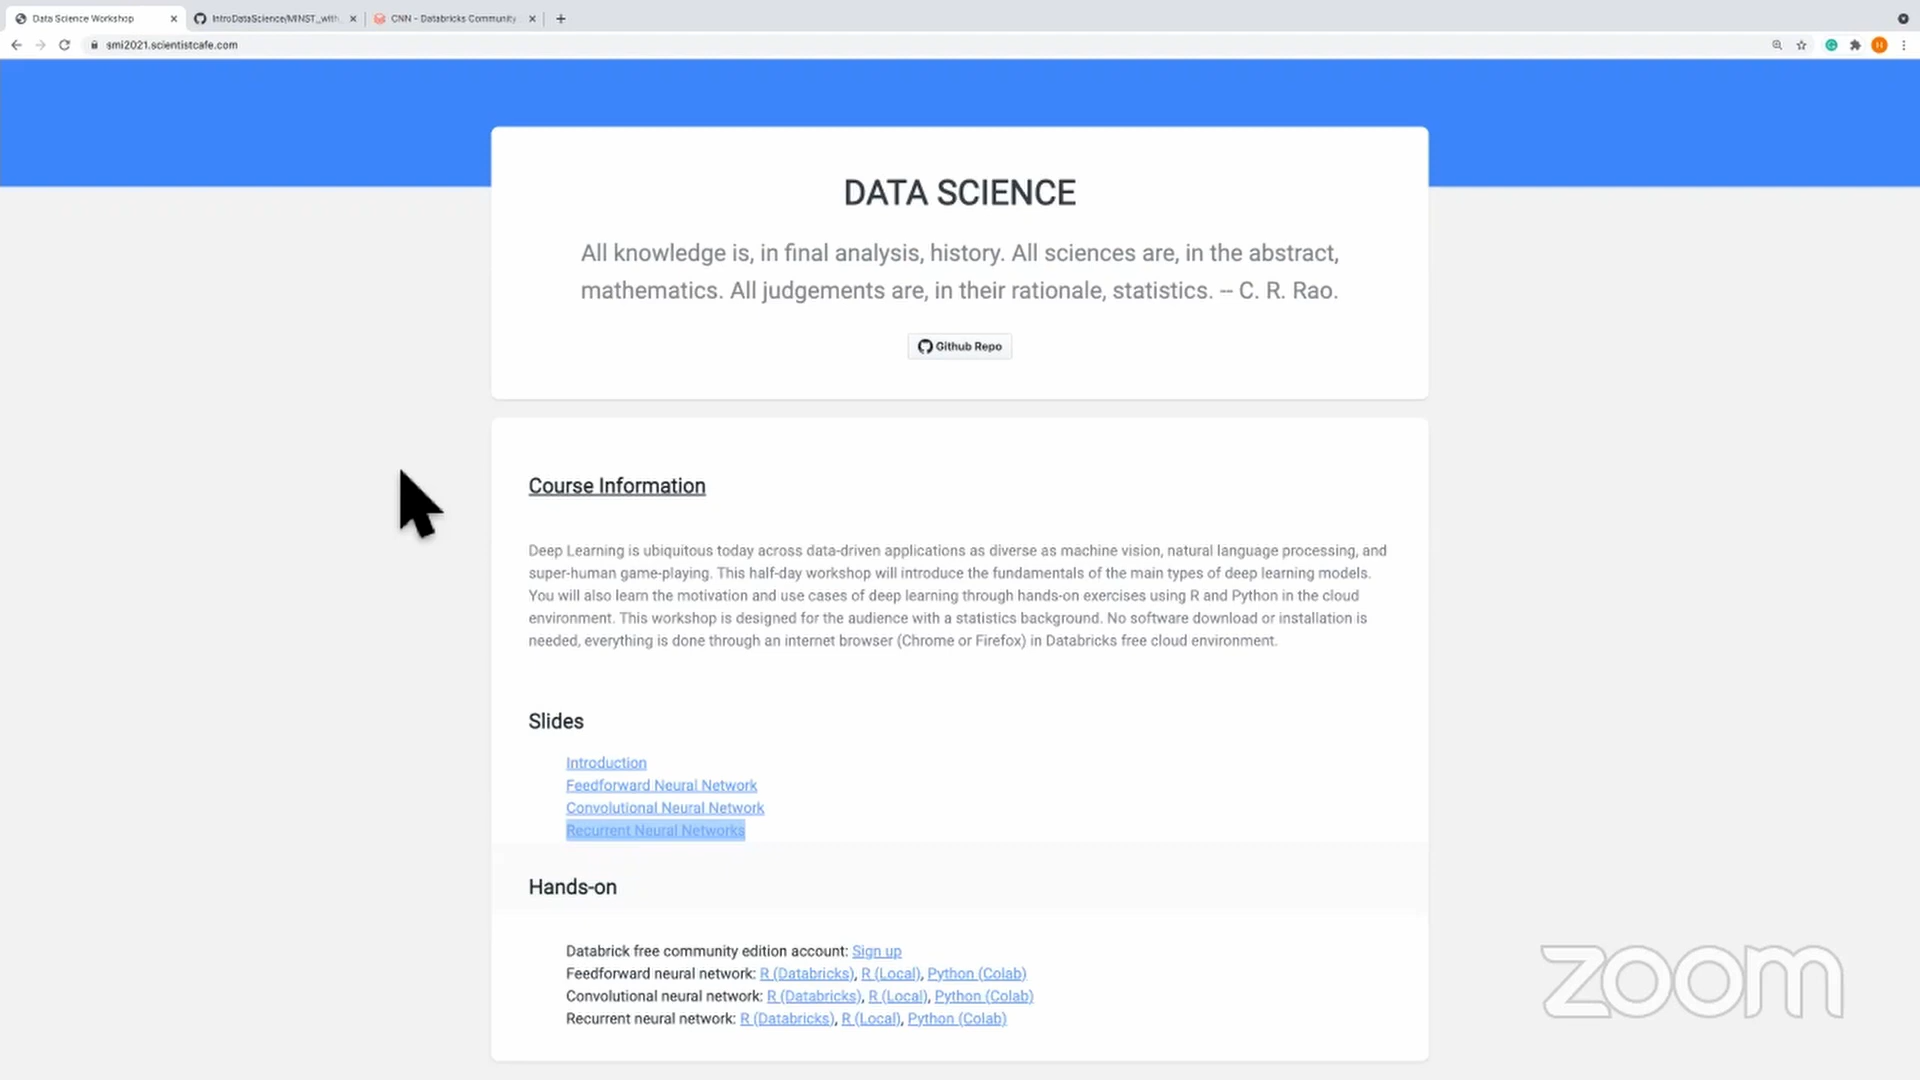 Data Science Workshop
IntroDataScience/MINST_with
CNN - Databricks Community
smi2021.scientistcafe.com
H
DATA SCIENCE
All knowledge is, in final analysis, history. All sciences are, in the abstract,
mathematics. All judgements are, in their rationale, statistics. -- C. R. Rao.
Github Repo
Course Information
Deep Learning is ubiquitous today across data-driven applications as diverse as machine vision, natural language processing, and
super-human game-playing. This half-day workshop will introduce the fundamentals of the main types of deep learning models.
You will also learn the motivation and use cases of deep learning through hands-on exercises using R and Python in the cloud
environment. This workshop is designed for the audience with a statistics background. No software download or installation is
needed, everything is done through an internet browser (Chrome or Firefox) in Databricks free cloud environment.
Slides
Introduction
Feedforward Neural Network
Convolutional Neural Network
Recurrent Neural Networks
Hands-on
Databrick free community edition account: Sign up
Feedforward neural network: R (Databricks), R (Local), Python (Colab)
Convolutional neural network: R (Databricks), R (Local), Python (Colab)
Recurrent neural network: R (Databricks), R (Local), Python (Colab)
zoom